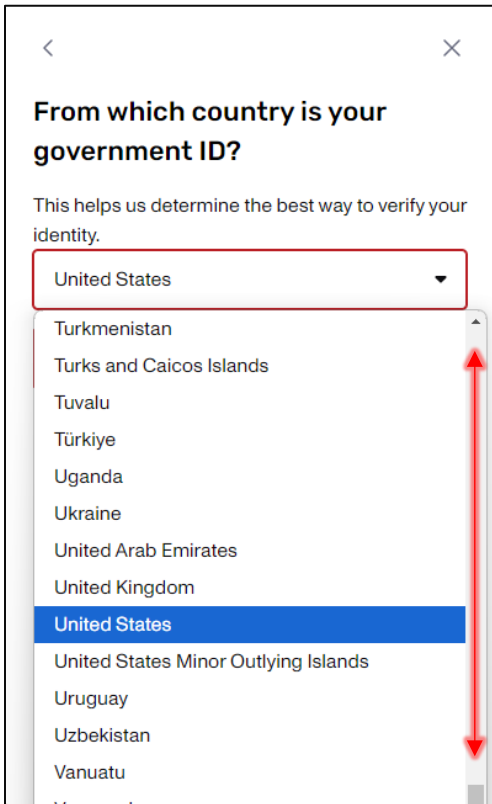 From which country is your
government ID?
This helps us determine the best way to verify your
identity.
United States
Turkmenistan
Turks and Caicos Islands
Tuvalu
Türkiye
Uganda
Ukraine
United Arab Emirates
United Kingdom
United States
United States Minor Outlying Islands
Uruguay
Uzbekistan
Vanuatu